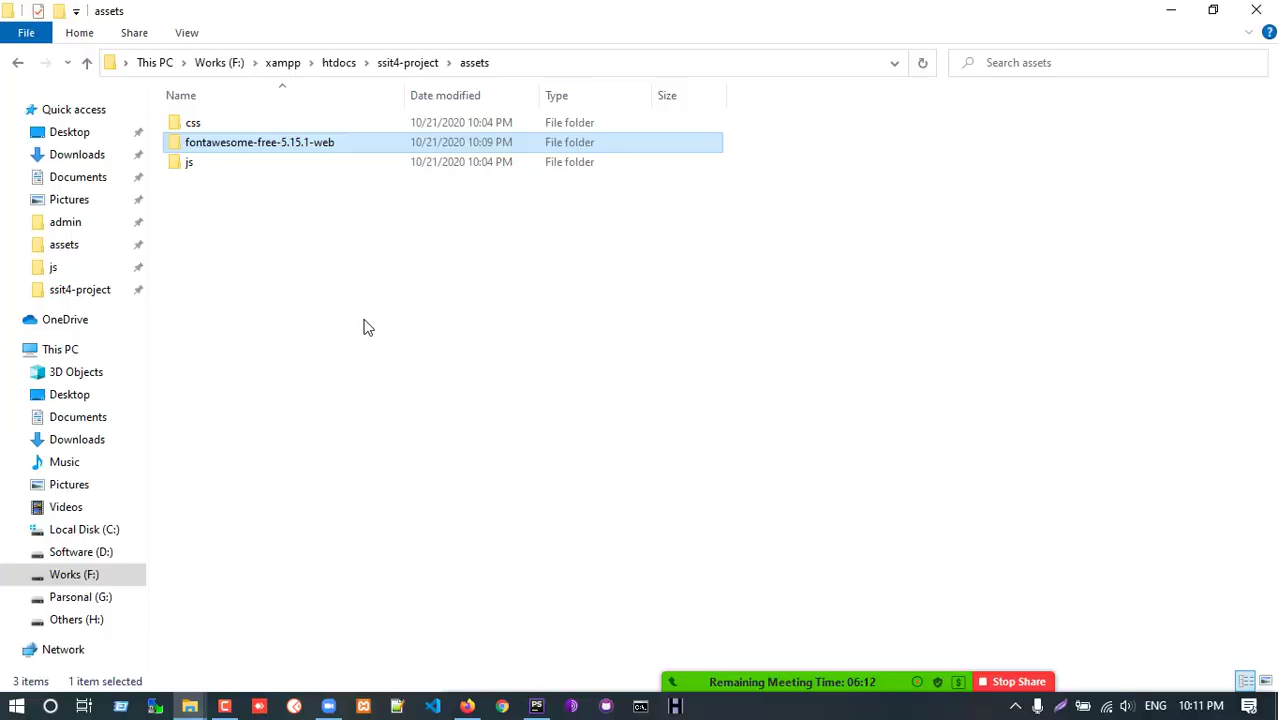 assets
File
Home
Share
View
This PC
Works (F:)
xampp
htdocs
ssit4-project
assets
Search assets
Name
Date modified
Type
Size
css
10/21/2020 10:04 PM
File folder
fontawesome-free-5.15.1-web
10/21/2020 10:09 PM
File folder
js
10/21/2020 10:04 PM
File folder
Quick access
Desktop
Downloads
Documents
Pictures
admin
assets
js
ssit4-project
OneDrive
This PC
3D Objects
Desktop
Documents
Downloads
Music
Pictures
Videos
Local Disk (C:)
Software (D:)
Works (F:)
Parsonal (G:)
Others (H:)
Network
3 items
1 item selected
Remaining Meeting Time: 06:12
Stop Share
ENG
10:11 PM